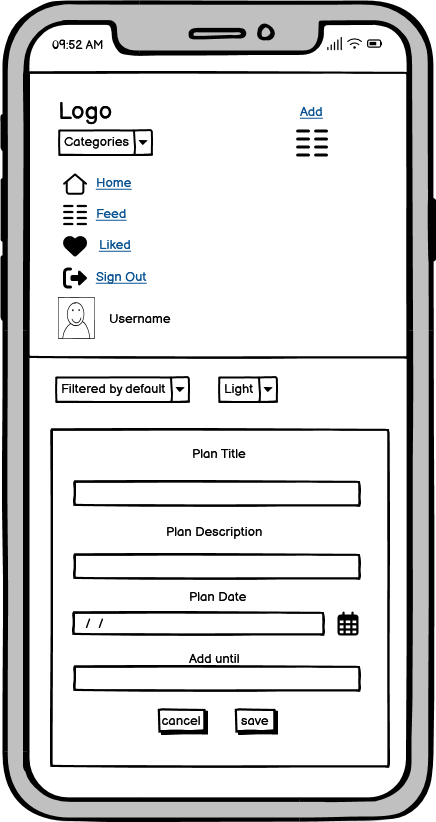 09:52 AM
Logo
Add
Categories
Home
Feed
Liked
Sign Out
Username
Filtered by default
Light
Plan Title
Plan Description
Plan Date
/ /
Add until
cancel
save